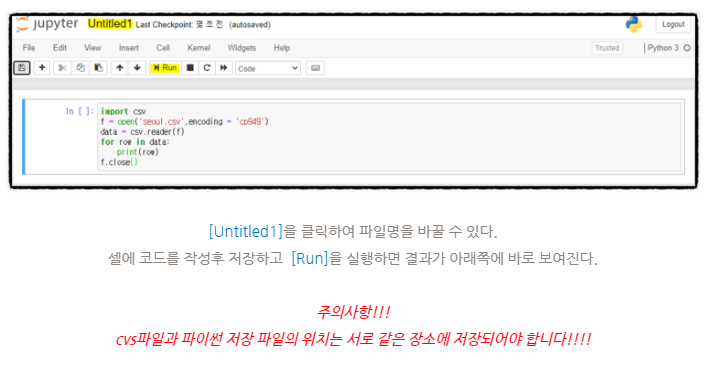 jupyter Untitled1 Last Checkpoint: 몇 초 전 (autosaved) Logout
File Edit View Insert Cell Kernel Widgets Help Trusted Python 3
Run Code
In [ ]: import csv
f = open('seoul.csv',encoding = 'cp949')
data = csv.reader(f)
for row in data:
print(row)
f.close()
[Untitled1]을 클릭하여 파일명을 바꿀 수 있다.
셀에 코드를 작성후 저장하고 [Run]을 실행하면 결과가 아래쪽에 바로 보여진다.
주의사항!!!
cvs파일과 파이썬 저장 파일의 위치는 서로 같은 장소에 저장되어야 합니다!!!!